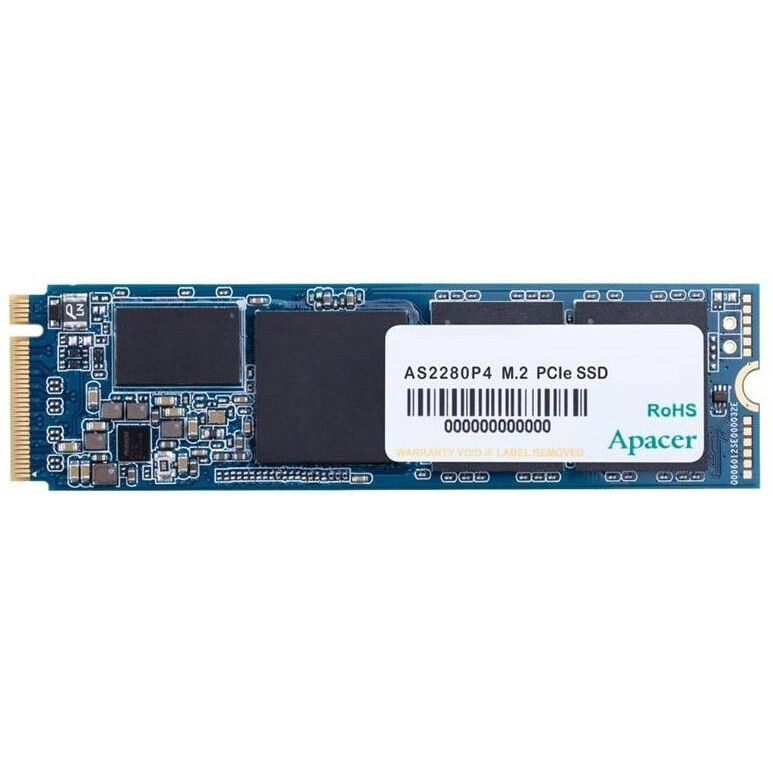 AS2280P4 M.2 PCIe SSD
000000000000
RoHS
Apacer
WARRANTY VOID IF LABEL REMOVED